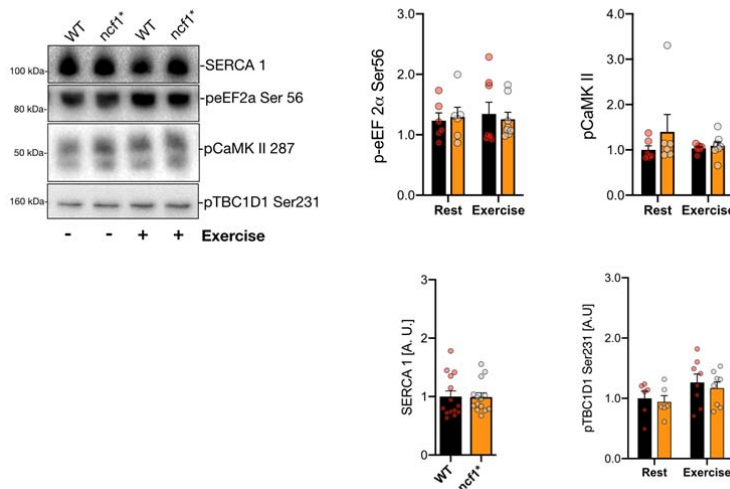 WT ncf1* WT ncf1*
100 kDa- -SERCA 1
80 kDa- -peEF2a Ser 56
50 kDa- -pCaMK II 287
160 kDa- -pTBC1D1 Ser231
- - + + Exercise
p-eEF 2α Ser56
3.0
2.0
1.0
0.0
Rest Exercise
pCaMK II
4.0
3.0
2.0
1.0
0.0
Rest Exercise
SERCA 1 [A. U.]
3
2
1
0
WT ncf1*
pTBC1D1 Ser231 [A.U]
3.0
2.0
1.0
0.0
Rest Exercise